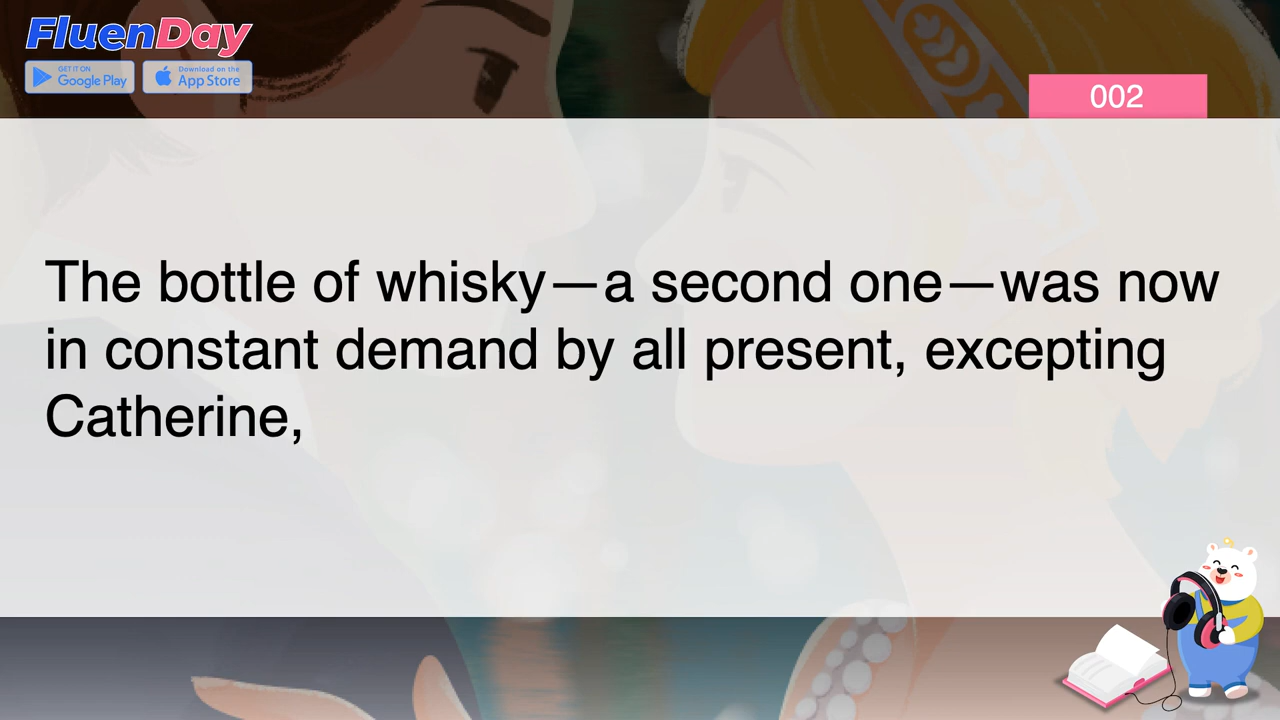 FluenDay
GET IT ON
Google Play
Download on the
App Store
002
The bottle of whisky—a second one—was now
in constant demand by all present, excepting
Catherine,